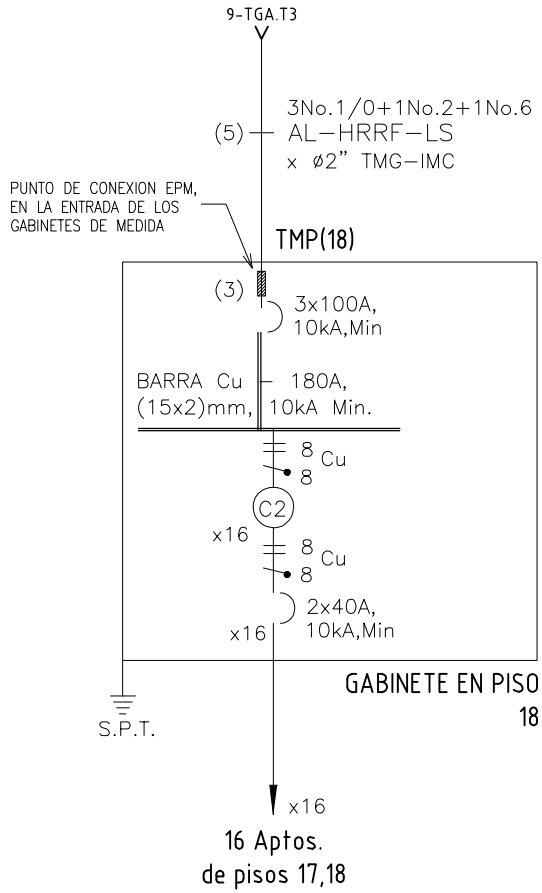 9-TGA.T3
3No.1/0+1No.2+1No.6
(5) AL-HRRF-LS
x ø2" TMG-IMC
PUNTO DE CONEXION EPM,
EN LA ENTRADA DE LOS
GABINETES DE MEDIDA
TMP(18)
(3)
3x100A,
10kA,Min
BARRA Cu 180A,
(15x2)mm, 10kA Min.
8 Cu
8
C2
x16
8 Cu
8
2x40A,
x16 10kA,Min
GABINETE EN PISO
18
S.P.T.
x16
16 Aptos.
de pisos 17,18